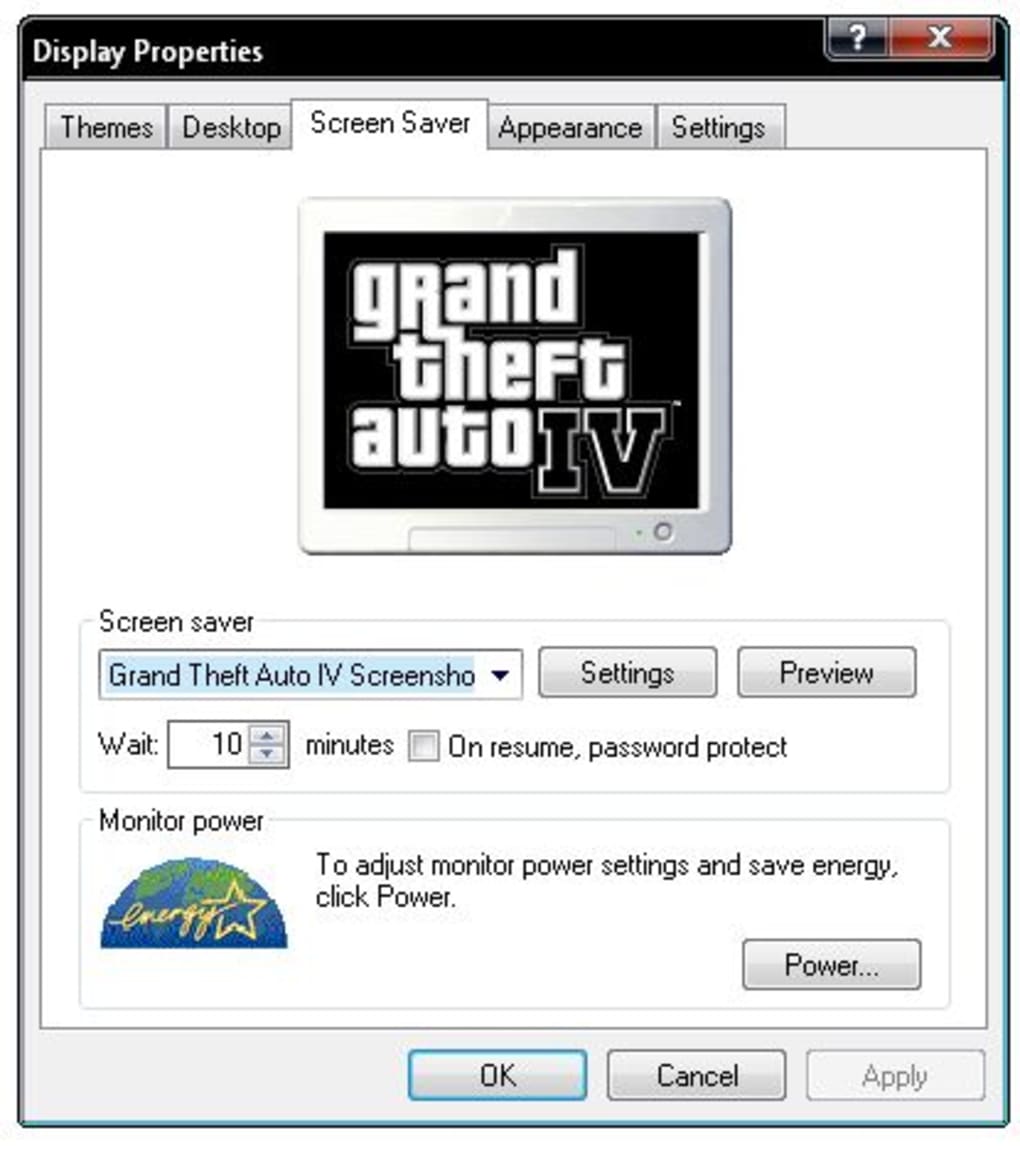 Display Properties
?
X
Themes Desktop Screen Saver Appearance Settings
grand
theft
auto IV
™
Screen saver
Grand Theft Auto IV Screensho Settings Preview
Wait: 10 minutes On resume, password protect
Monitor power
To adjust monitor power settings and save energy,
click Power.
energy
Power...
OK Cancel Apply